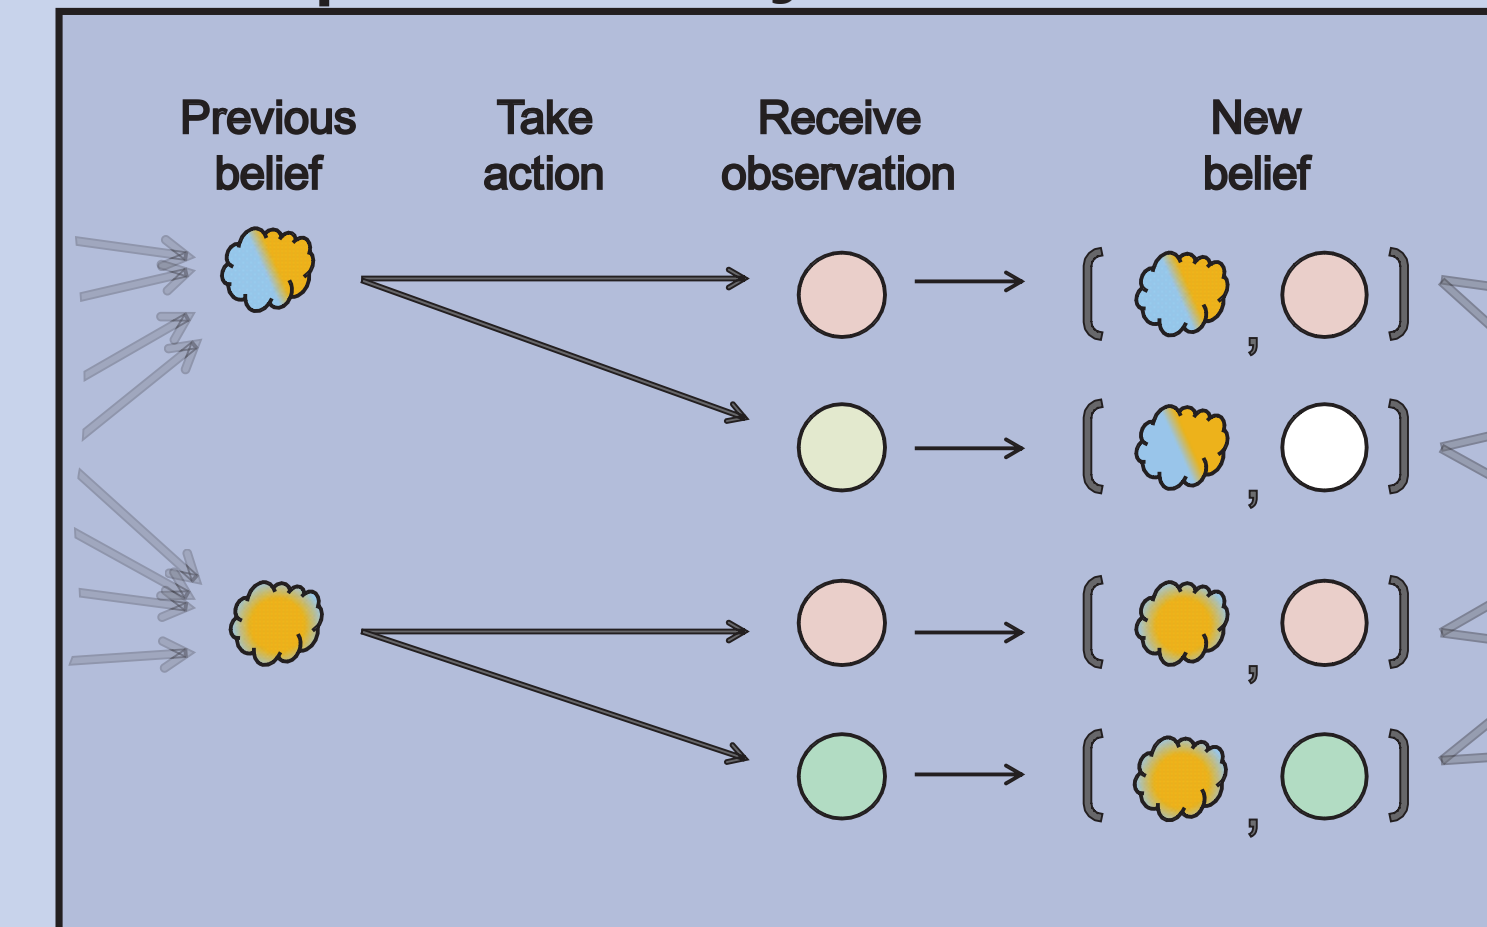 Previous
belief
Take
action
Receive
observation
New
belief
( , )
( , )
( , )
( , )